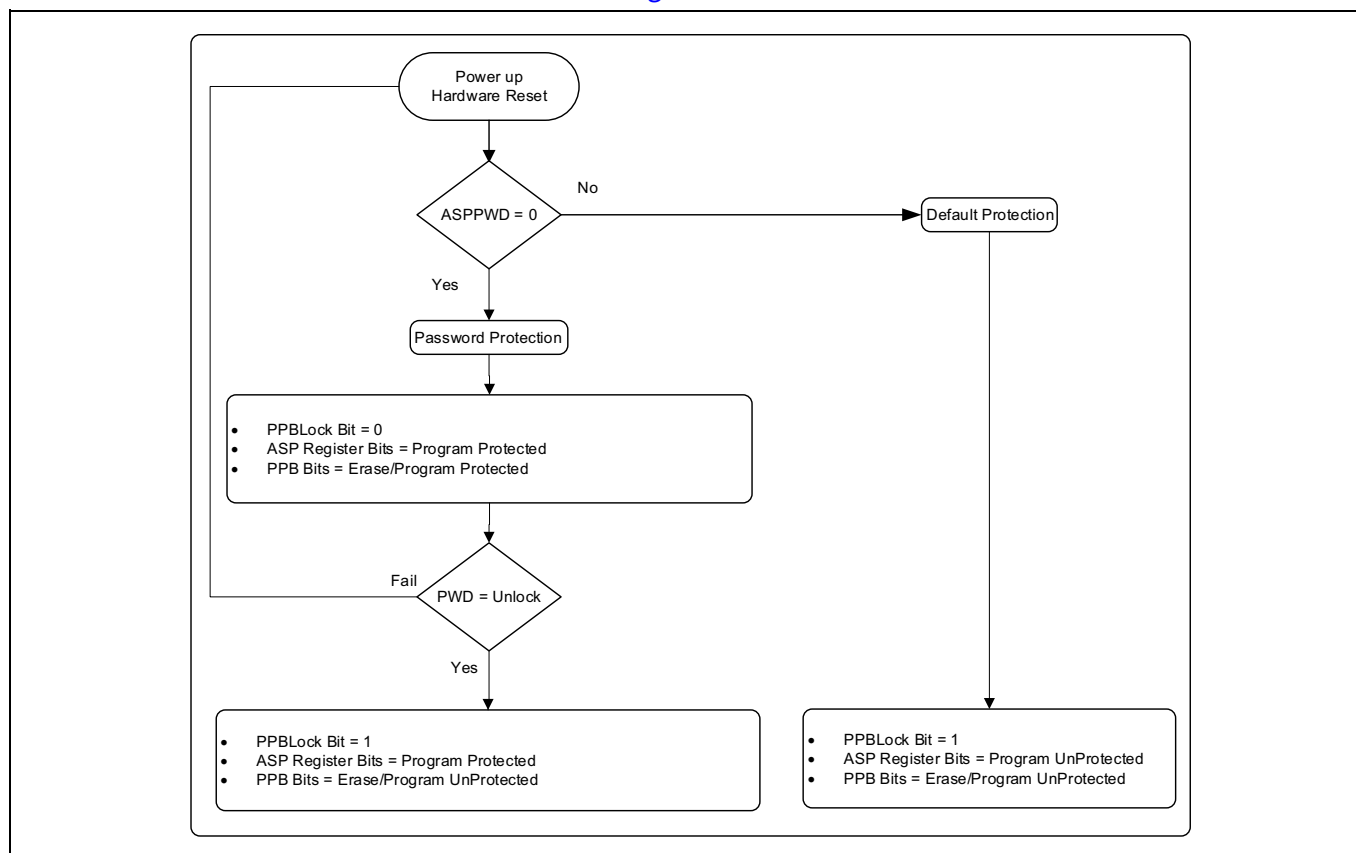 Power up
Hardware Reset
ASPPWD = 0
No
Default Protection
Yes
Password Protection
• PPBLock Bit = 0
• ASP Register Bits = Program Protected
• PPB Bits = Erase/Program Protected
Fail
PWD = Unlock
Yes
• PPBLock Bit = 1
• ASP Register Bits = Program Protected
• PPB Bits = Erase/Program UnProtected
• PPBLock Bit = 1
• ASP Register Bits = Program UnProtected
• PPB Bits = Erase/Program UnProtected